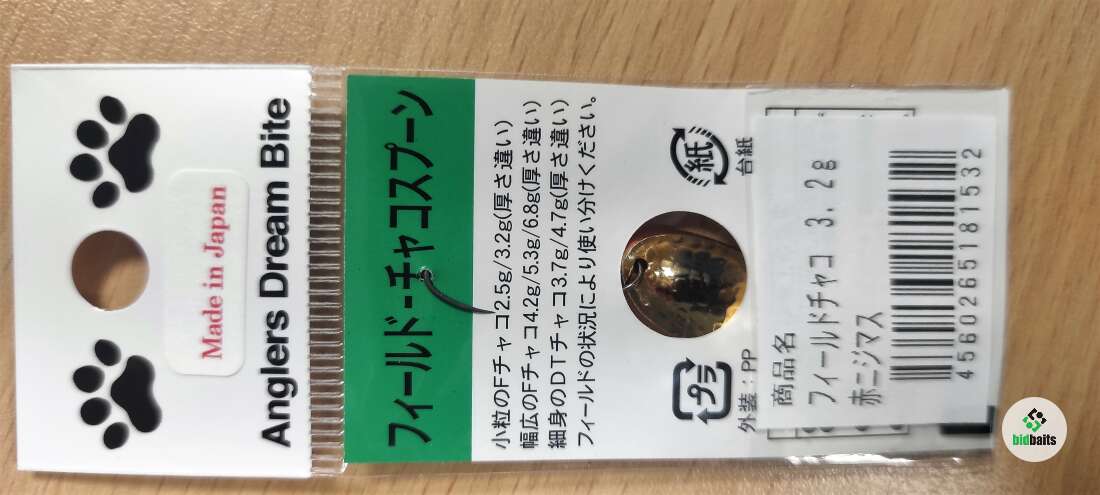 Made in Japan
Anglers Dream Bite
フィールド-チャコスプーン
小粒のFチャコ2.5g/3.2g(厚さ違い)
幅広のFチャコ4.2g/5.3g/6.8g(厚さ違い)
細身のDTチャコ3.7g/4.7g(厚さ違い)
フィールドの状況により使い分けください。
プラ
外装:PP
紙
台紙
商品名
フィールドチャコ 3.2g
赤ニジマス
4560265181532
bidbaits